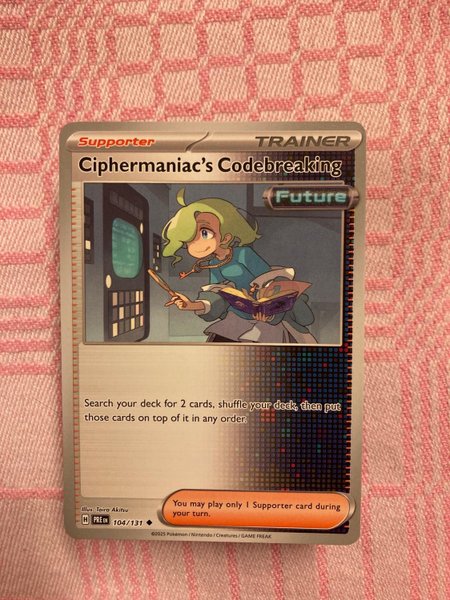 Supporter TRAINER
Ciphermaniac's Codebreaking
Future
Search your deck for 2 cards, shuffle your deck, then put
those cards on top of it in any order.
Illus. Taira Akitsu
H PRE EN 104/131 ◆
You may play only 1 Supporter card during
your turn.
©2025 Pokémon / Nintendo / Creatures / GAME FREAK